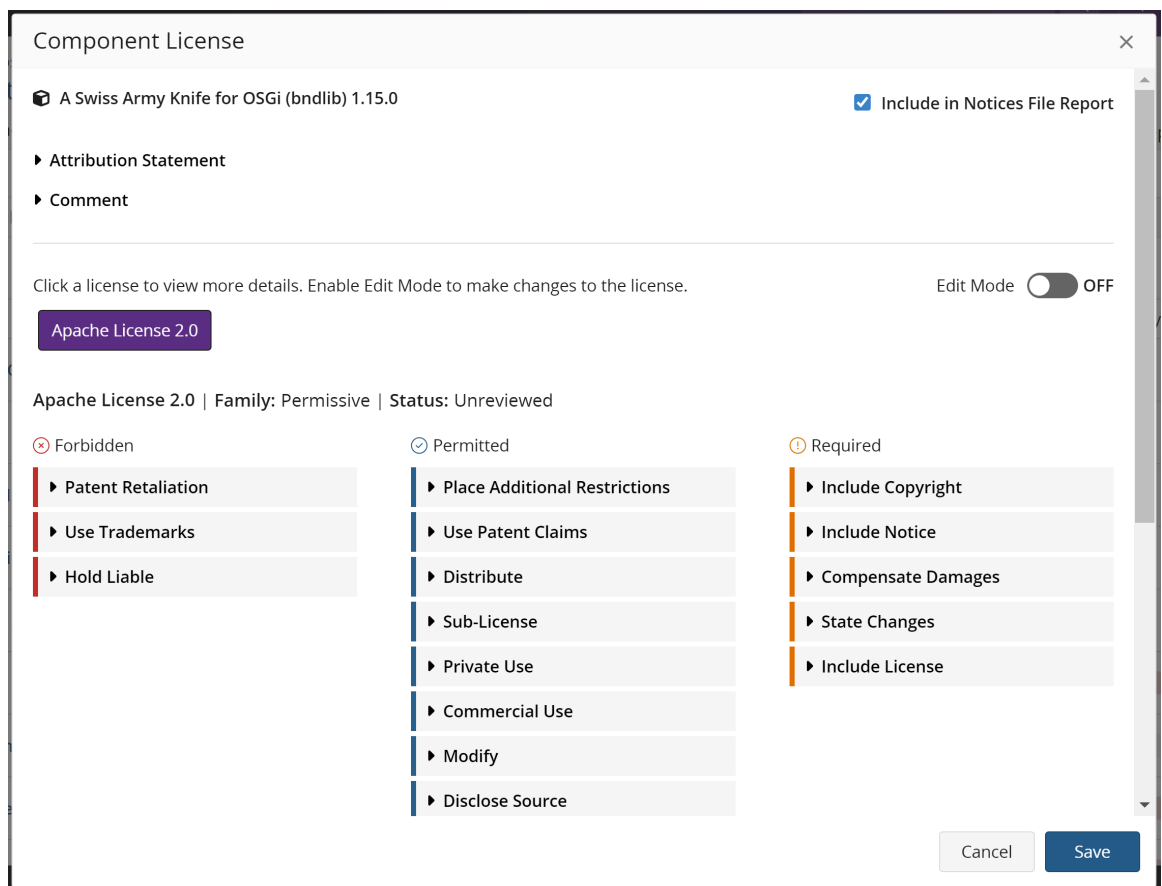 Component License
A Swiss Army Knife for OSGi (bndlib) 1.15.0
Include in Notices File Report
Attribution Statement
Comment
Click a license to view more details. Enable Edit Mode to make changes to the license.
Edit Mode OFF
Apache License 2.0
Apache License 2.0 | Family: Permissive | Status: Unreviewed
Forbidden
Patent Retaliation
Use Trademarks
Hold Liable
Permitted
Place Additional Restrictions
Use Patent Claims
Distribute
Sub-License
Private Use
Commercial Use
Modify
Disclose Source
Required
Include Copyright
Include Notice
Compensate Damages
State Changes
Include License
Cancel
Save